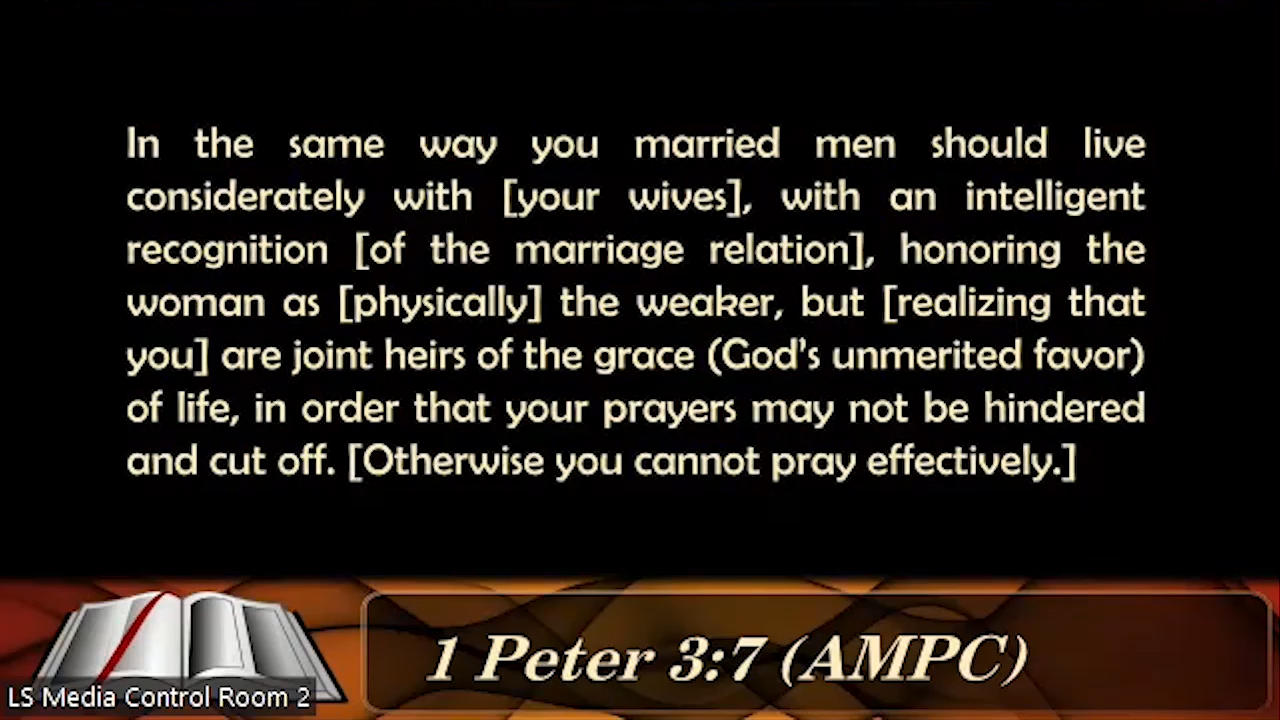 In the same way you married men should live
considerately with [your wives], with an intelligent
recognition [of the marriage relation], honoring the
woman as [physically] the weaker, but [realizing that
you] are joint heirs of the grace (God's unmerited favor)
of life, in order that your prayers may not be hindered
and cut off. [Otherwise you cannot pray effectively.]
1 Peter 3:7 (AMPC)
LS Media Control Room 2